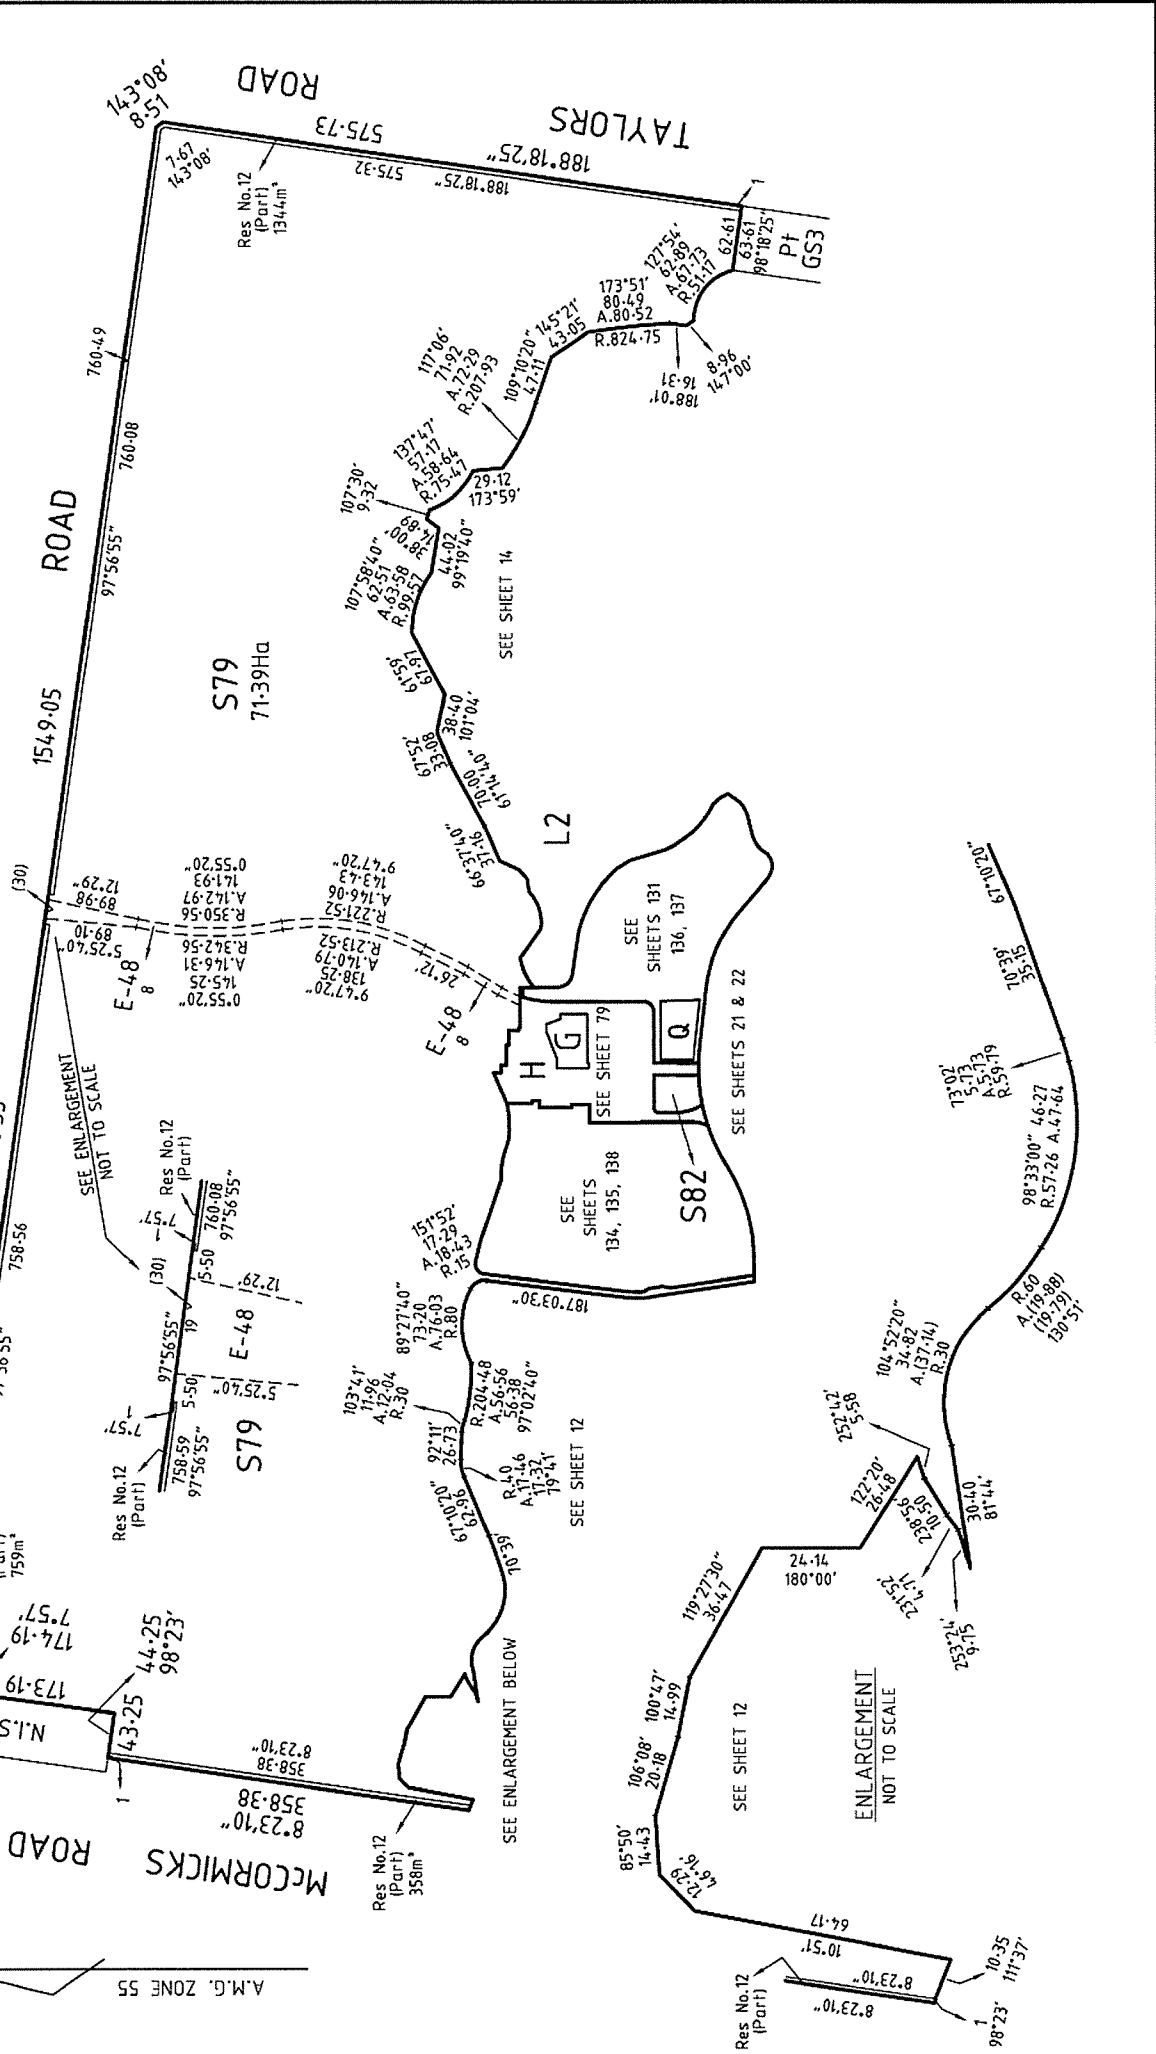 143°08'
8·51
ROAD
TAYLORS
575·73
188°18'25"
575·32
188°18'25"
7·67
143°08'
Res No.12
(Part)
1344m²
1
62·61
63·61
98°18'25"
Pt
GS3
127°54'
62·89
A.67·73
R.51·17
173°51'
80·49
A.80·52
R.824·75
8·96
147°00'
16·31
188°01'
145°21'
43·05
109°10'20"
47·11
117°06'
71·92
A.72·29
R.207·93
29·12
173°59'
137°47'
57·17
A.58·64
R.75·47
107°30'
9·32
14·89
38°00'
44·02
99°19'40"
107°58'40"
62·51
A.63·58
R.99·57
67·97
61°59'
38·40
101°04'
67°52'
33·08
70·00
61°14'40"
66°37'40"
37·16
760·49
760·08
97°56'55"
ROAD
1549·05
S79
71·39Ha
SEE SHEET 14
L2
(30)
12°29"
89·98
89·10
5°25'40"
E-48
8
0°55'20"
141·93
A.142·97
R.350·56
R.342·56
A.146·31
145·25
0°55'20"
9°47'20"
143·43
A.146·06
R.221·52
R.213·52
A.140·79
138·25
9°47'20"
26°12'
E-48
8
SEE
SHEETS 131
136, 137
H
G
Q
SEE SHEET 79
SEE SHEETS 21 & 22
S82
SEE
SHEETS
134, 135, 138
187°03'30"
SEE ENLARGEMENT
NOT TO SCALE
758·56
Res No.12
(Part)
7°57'
1
760·08
97°56'55"
(30)
5·50
12°29'
19
97°56'55"
E-48
5·50
5°25'40"
7°57'
1
758·59
97°56'55"
Res No.12
(Part)
S79
759m²
151°52'
17·29
A.18·43
R.15
89°27'40"
73·20
A.76·03
R.80
103°41'
11·96
A.12·04
R.30
R.204·48
A.56·56
56·38
97°02'40"
92°11'
26·73
R.40
A.17·46
17·32
79°41'
67°10'20"
62·96
70°39'
SEE SHEET 12
SEE ENLARGEMENT BELOW
7°57'
174·19
173·19
44·25
98°23'
N.I.S
43·25
1
8°23'10"
358·38
358·38
8°23'10"
ROAD
McCORMICKS
Res No.12
(Part)
358m²
A.M.G. ZONE 55
67°10'20"
70°39'
35·15
73°02'
5·73
A.5·73
R.59·19
98°33'00" 46·27
R.57·26 A.47·64
R.60
A.(19·88)
(19·79)
130°51'
104°52'20"
34·82
A.(37·14)
R.30
252°42'
5·58
122°20'
26·48
238°56'
10·50
30·40
81°44'
231°52'
4·71
253°24'
9·75
24·14
180°00'
119°27'30"
36·47
100°47'
14·99
106°08'
20·18
85°50'
14·43
12·29
46°16'
SEE SHEET 12
ENLARGEMENT
NOT TO SCALE
64·17
10°51'
8°23'10"
8°23'10"
Res No.12
(Part)
10·35
111°37'
1
98°23'